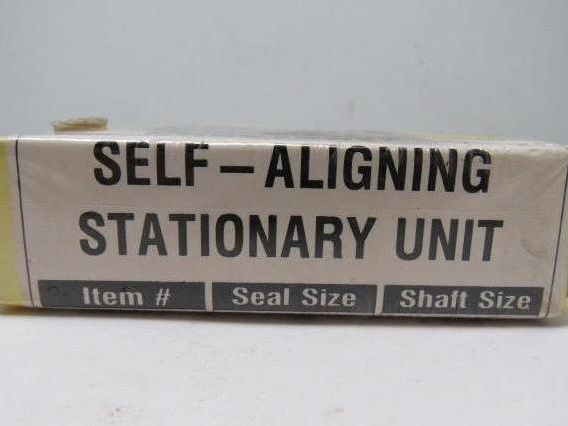 SELF-ALIGNING
STATIONARY UNIT
Item # Seal Size Shaft Size